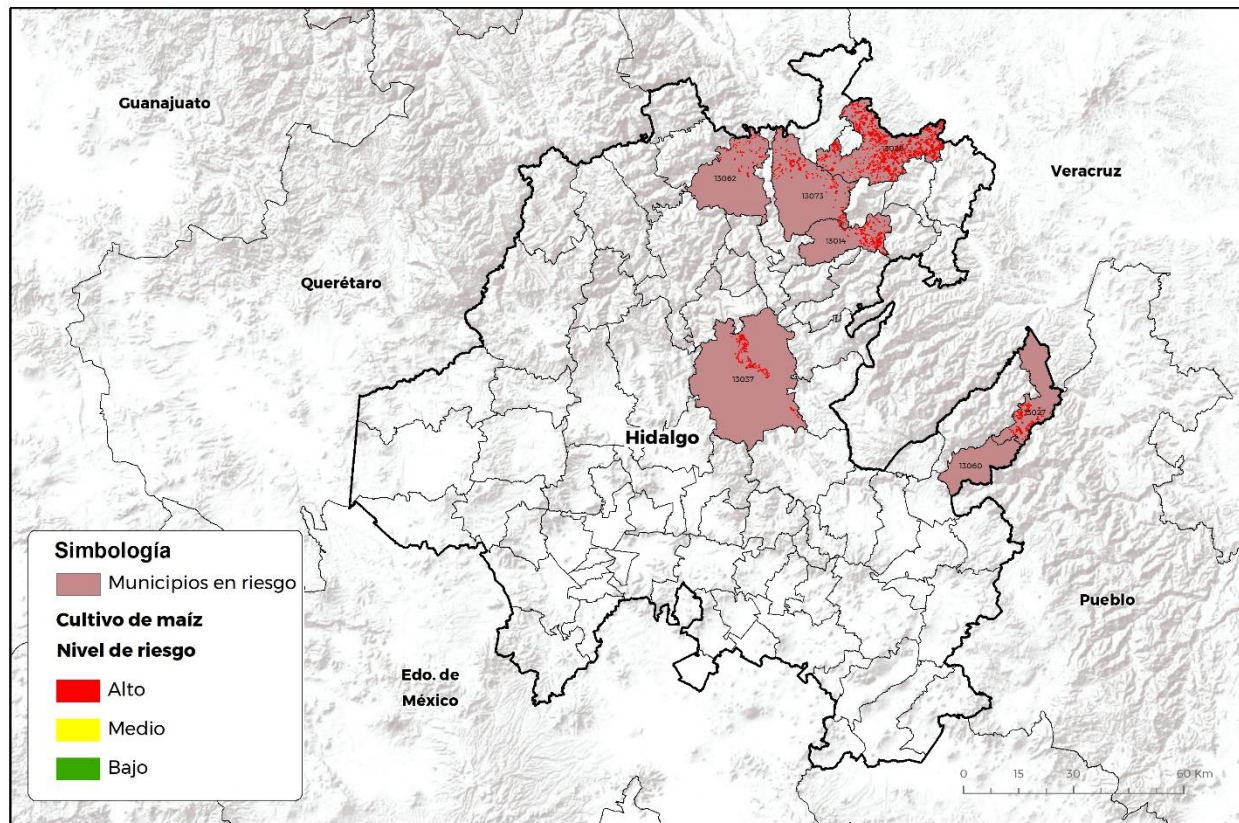 Guanajuato
Veracruz
13028
13062
13073
13014
Querétaro
13037
13027
Hidalgo
13060
Simbología
Municipios en riesgo
Cultivo de maíz
Nivel de riesgo
Alto
Medio
Bajo
Edo. de
México
Pueblo
0 15 30 60 Km